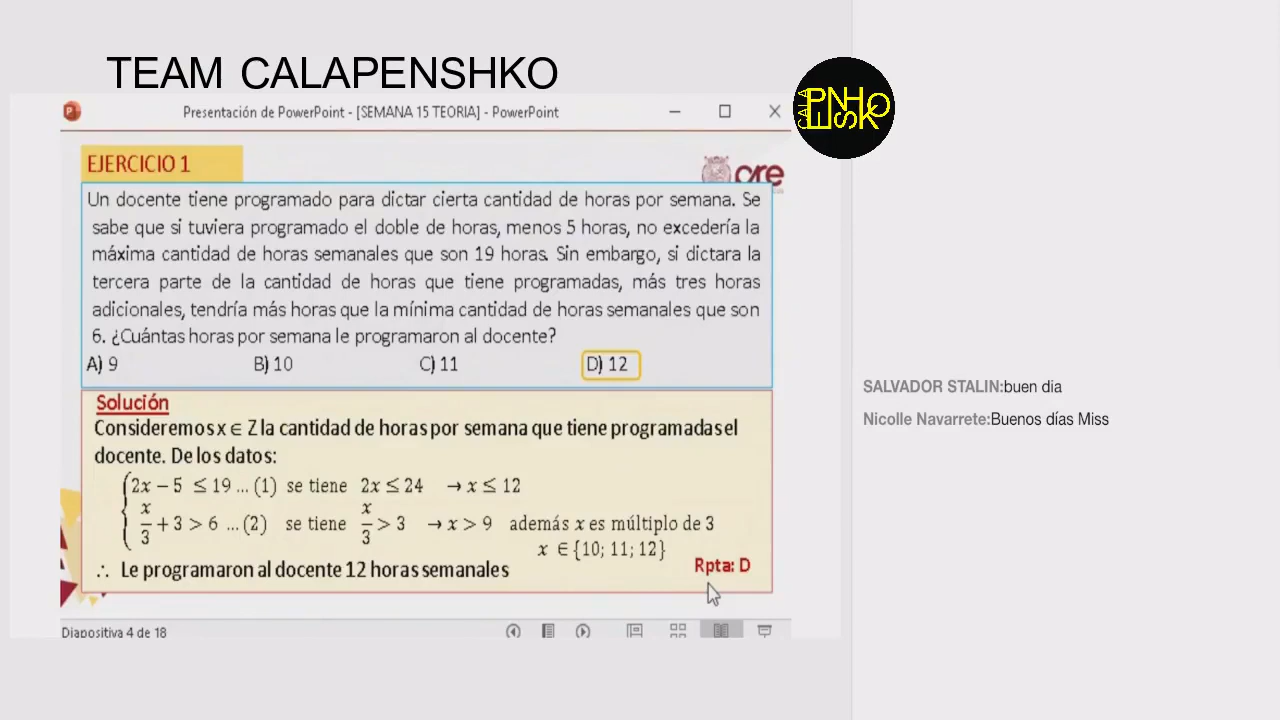 TEAM CALAPENSHKO
CALA
PENHSKO
Presentación de PowerPoint - [SEMANA 15 TEORIA] - PowerPoint
EJERCICIO 1
cre
Un docente tiene programado para dictar cierta cantidad de horas por semana. Se
sabe que si tuviera programado el doble de horas, menos 5 horas, no excedería la
máxima cantidad de horas semanales que son 19 horas. Sin embargo, si dictara la
tercera parte de la cantidad de horas que tiene programadas, más tres horas
adicionales, tendría más horas que la mínima cantidad de horas semanales que son
6. ¿Cuántas horas por semana le programaron al docente?
A) 9 B) 10 C) 11 D) 12
Solución
Consideremos x ∈ Z la cantidad de horas por semana que tiene programadas el
docente. De los datos:
2x − 5 ≤ 19 ... (1) se tiene 2x ≤ 24 → x ≤ 12
x/3 + 3 > 6 ... (2) se tiene x/3 > 3 → x > 9 además x es múltiplo de 3
x ∈ {10; 11; 12}
∴ Le programaron al docente 12 horas semanales
Rpta: D
Diapositiva 4 de 18
SALVADOR STALIN:buen dia
Nicolle Navarrete:Buenos días Miss